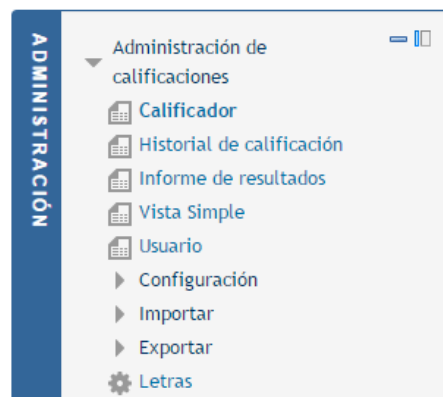 ADMINISTRACIÓN
Administración de
calificaciones
Calificador
Historial de calificación
Informe de resultados
Vista Simple
Usuario
Configuración
Importar
Exportar
Letras